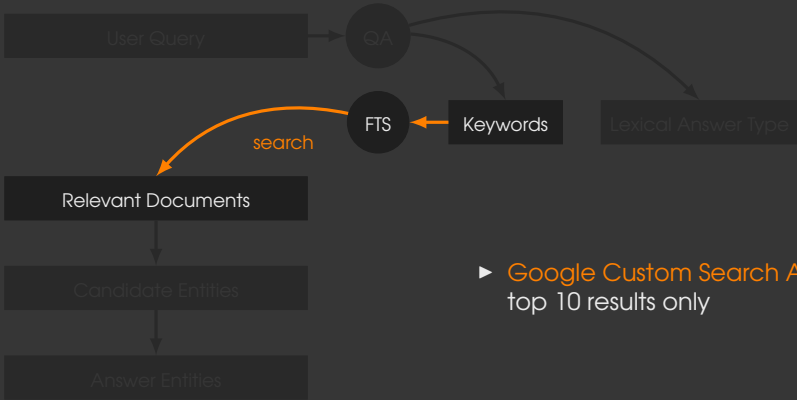 User Query
QA
FTS
Keywords
Lexical Answer Type
search
Relevant Documents
► Google Custom Search A
top 10 results only
Candidate Entities
Answer Entities